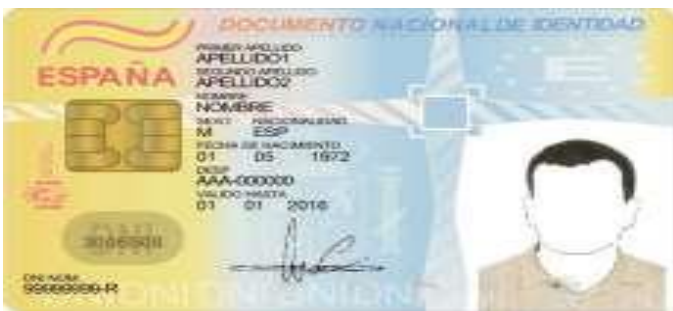 DOCUMENTO NACIONAL DE IDENTIDAD
ESPAÑA
PRIMER APELLIDO
APELLIDO1
SEGUNDO APELLIDO
APELLIDO2
NOMBRE
NOMBRE
SEXO NACIONALIDAD
M ESP
FECHA DE NACIMIENTO
01 05 1972
IDESP
AAA-000000
VALIDO HASTA
01 01 2016
DNI NUM.
99999999-R